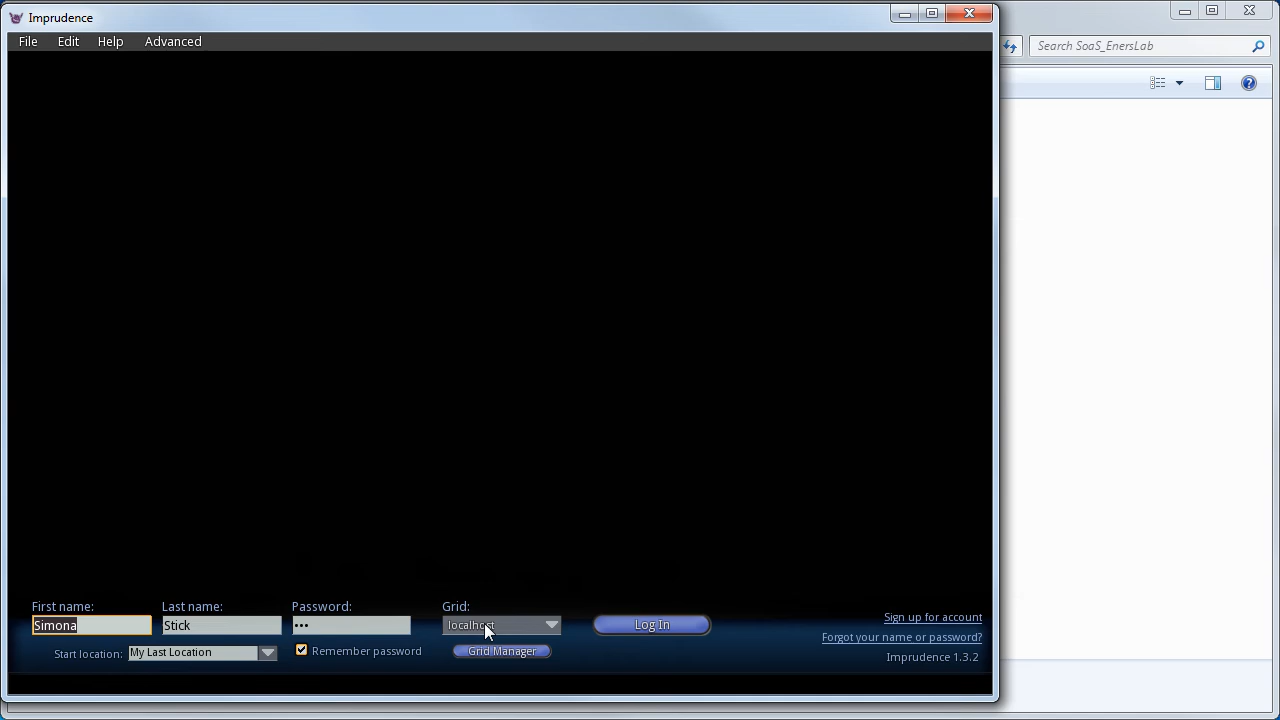 Imprudence
File Edit Help Advanced
Search SoaS_EnersLab
First name: Last name: Password: Grid:
Simona Stick ••• localhost Log In
Sign up for account
Start location: My Last Location Remember password Grid Manager
Forgot your name or password?
Imprudence 1.3.2